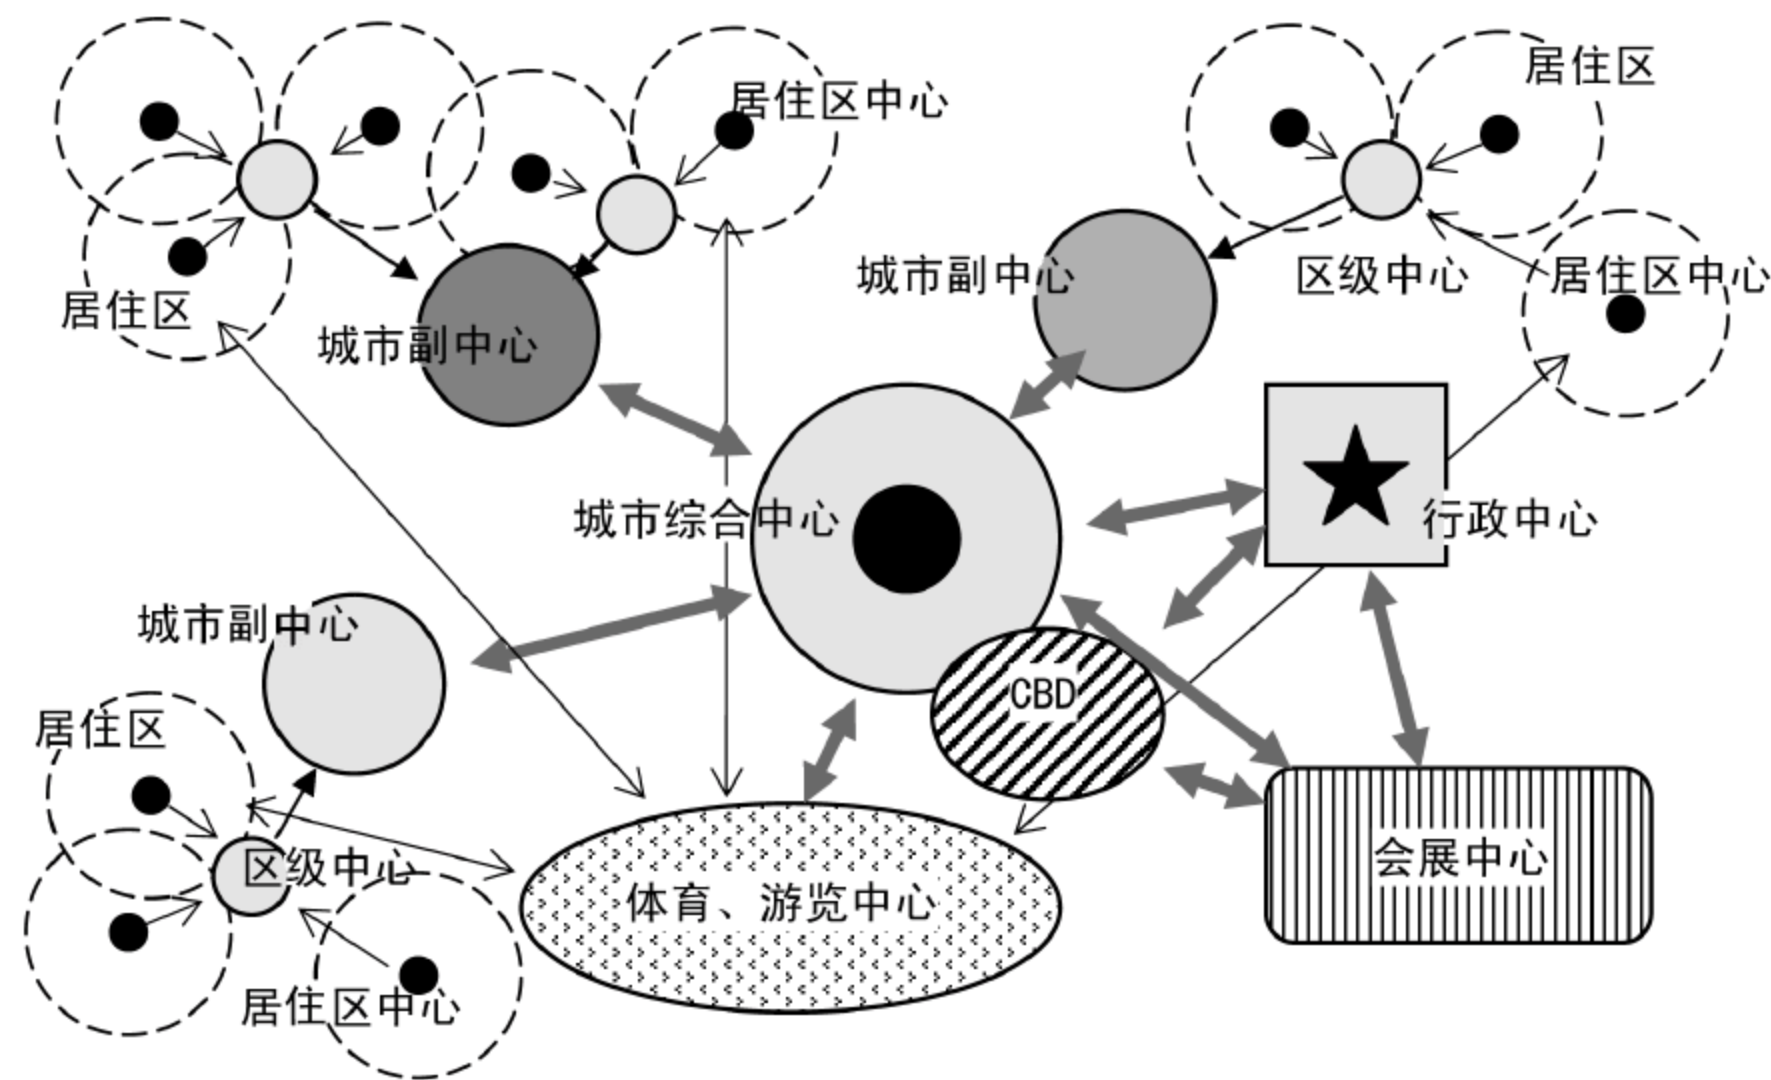 居住区
居住区中心
城市副中心
区级中心
居住区中心
居住区
城市副中心
城市综合中心
行政中心
城市副中心
CBD
居住区
区级中心
会展中心
体育、游览中心
居住区中心